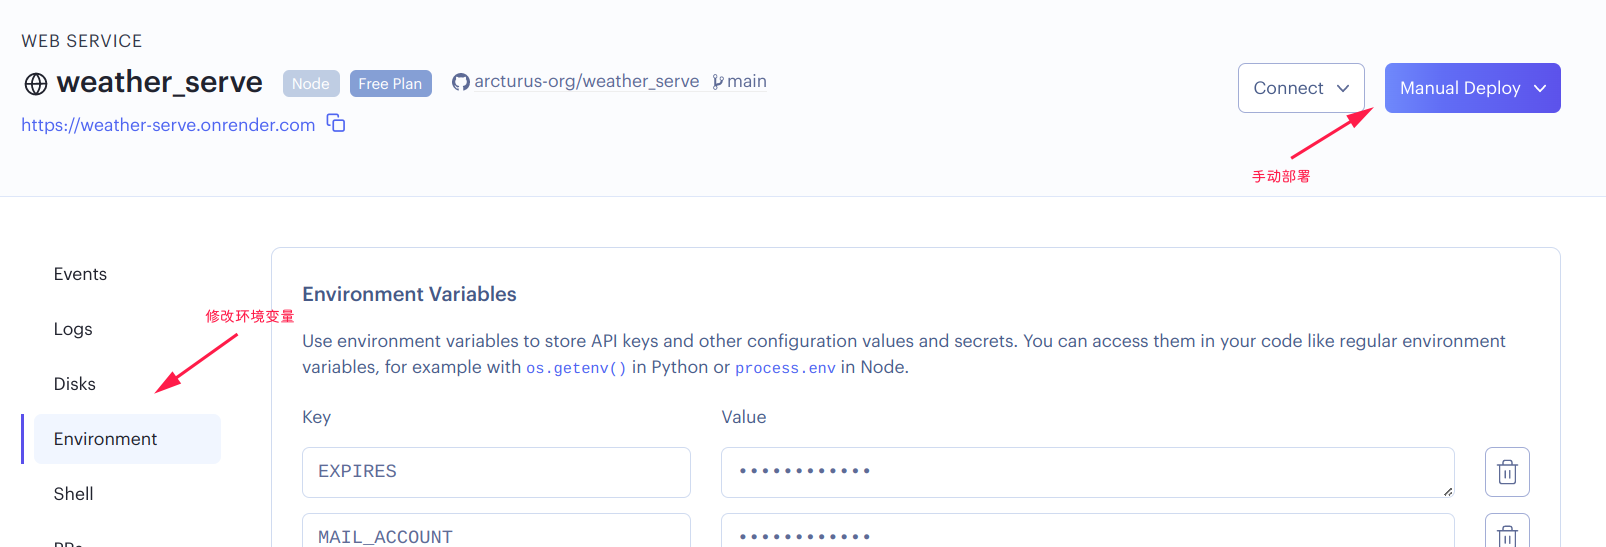 WEB SERVICE
weather_serve Node Free Plan arcturus-org/weather_serve main
Connect Manual Deploy
https://weather-serve.onrender.com
手动部署
Events
Logs
修改环境变量
Disks
Environment
Shell
PRs
Environment Variables
Use environment variables to store API keys and other configuration values and secrets. You can access them in your code like regular environment
variables, for example with os.getenv() in Python or process.env in Node.
Key Value
EXPIRES ••••••••••••
MAIL_ACCOUNT ••••••••••••